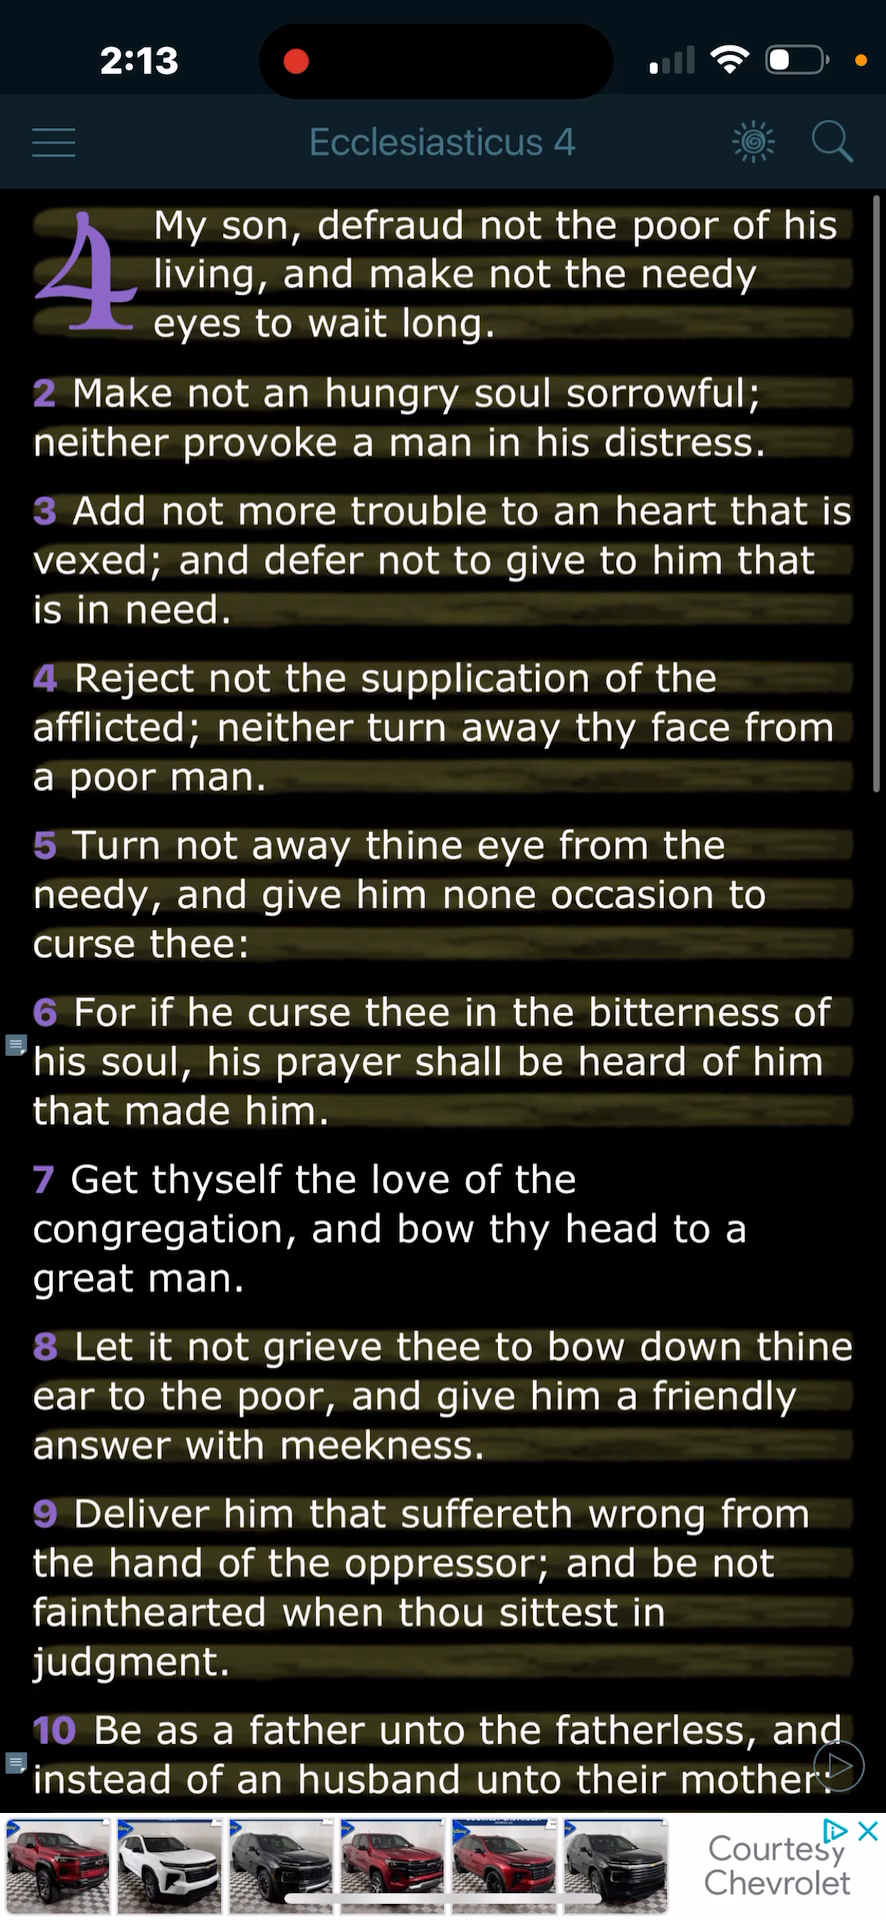 2:13
Ecclesiasticus 4
4 My son, defraud not the poor of his
living, and make not the needy
eyes to wait long.
2 Make not an hungry soul sorrowful;
neither provoke a man in his distress.
3 Add not more trouble to an heart that is
vexed; and defer not to give to him that
is in need.
4 Reject not the supplication of the
afflicted; neither turn away thy face from
a poor man.
5 Turn not away thine eye from the
needy, and give him none occasion to
curse thee:
6 For if he curse thee in the bitterness of
his soul, his prayer shall be heard of him
that made him.
7 Get thyself the love of the
congregation, and bow thy head to a
great man.
8 Let it not grieve thee to bow down thine
ear to the poor, and give him a friendly
answer with meekness.
9 Deliver him that suffereth wrong from
the hand of the oppressor; and be not
fainthearted when thou sittest in
judgment.
10 Be as a father unto the fatherless, and
instead of an husband unto their mother:
Courtesy
Chevrolet